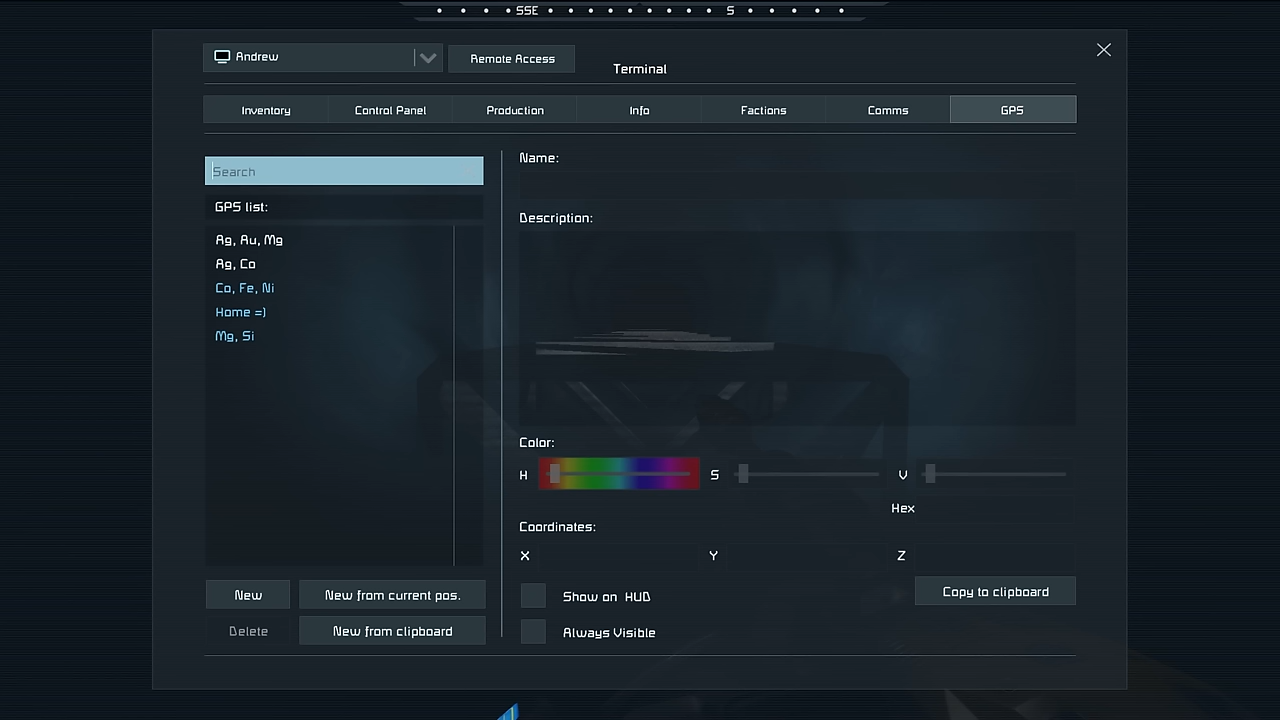 SSE S
Andrew Remote Access
Terminal
Inventory Control Panel Production Info Factions Comms GPS
Search
GPS list:
Ag, Au, Mg
Ag, Co
Co, Fe, Ni
Home =)
Mg, Si
New New from current pos.
Delete New from clipboard
Name:
Description:
Color:
H S V
Hex
Coordinates:
X Y Z
Show on HUD
Copy to clipboard
Always Visible